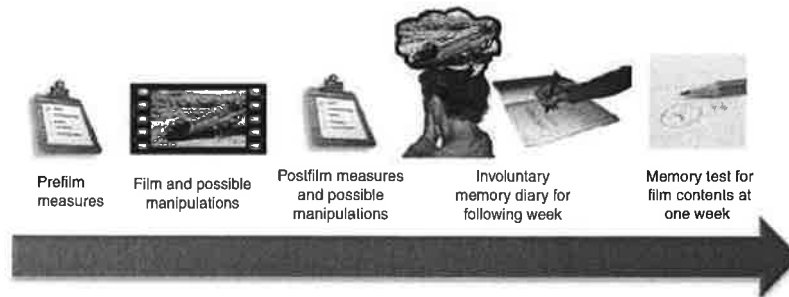 Prefilm
measures
Film and possible
manipulations
Postfilm measures
and possible
manipulations
Involuntary
memory diary for
following week
Memory test for
film contents at
one week